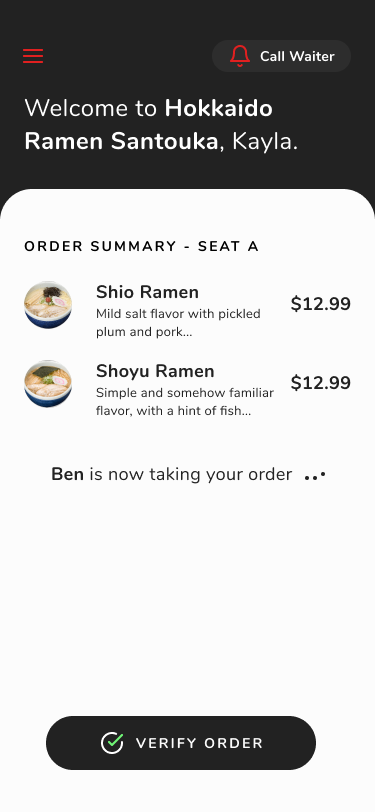 Call Waiter
Welcome to Hokkaido
Ramen Santouka, Kayla.
ORDER SUMMARY - SEAT A
Shio Ramen
Mild salt flavor with pickled
plum and pork...
$12.99
Shoyu Ramen
Simple and somehow familiar
flavor, with a hint of fish...
$12.99
Ben is now taking your order
VERIFY ORDER